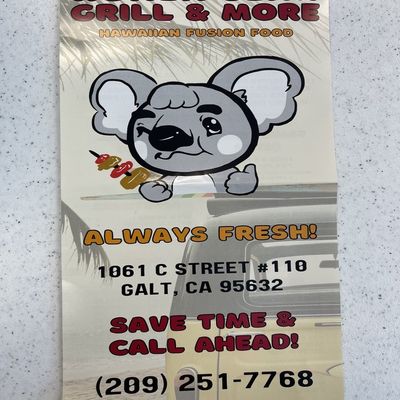 GRILL & MORE
HAWAIIAN FUSION FOOD
ALWAYS FRESH!
1061 C STREET #110
GALT, CA 95632
SAVE TIME &
CALL AHEAD!
(209) 251-7768